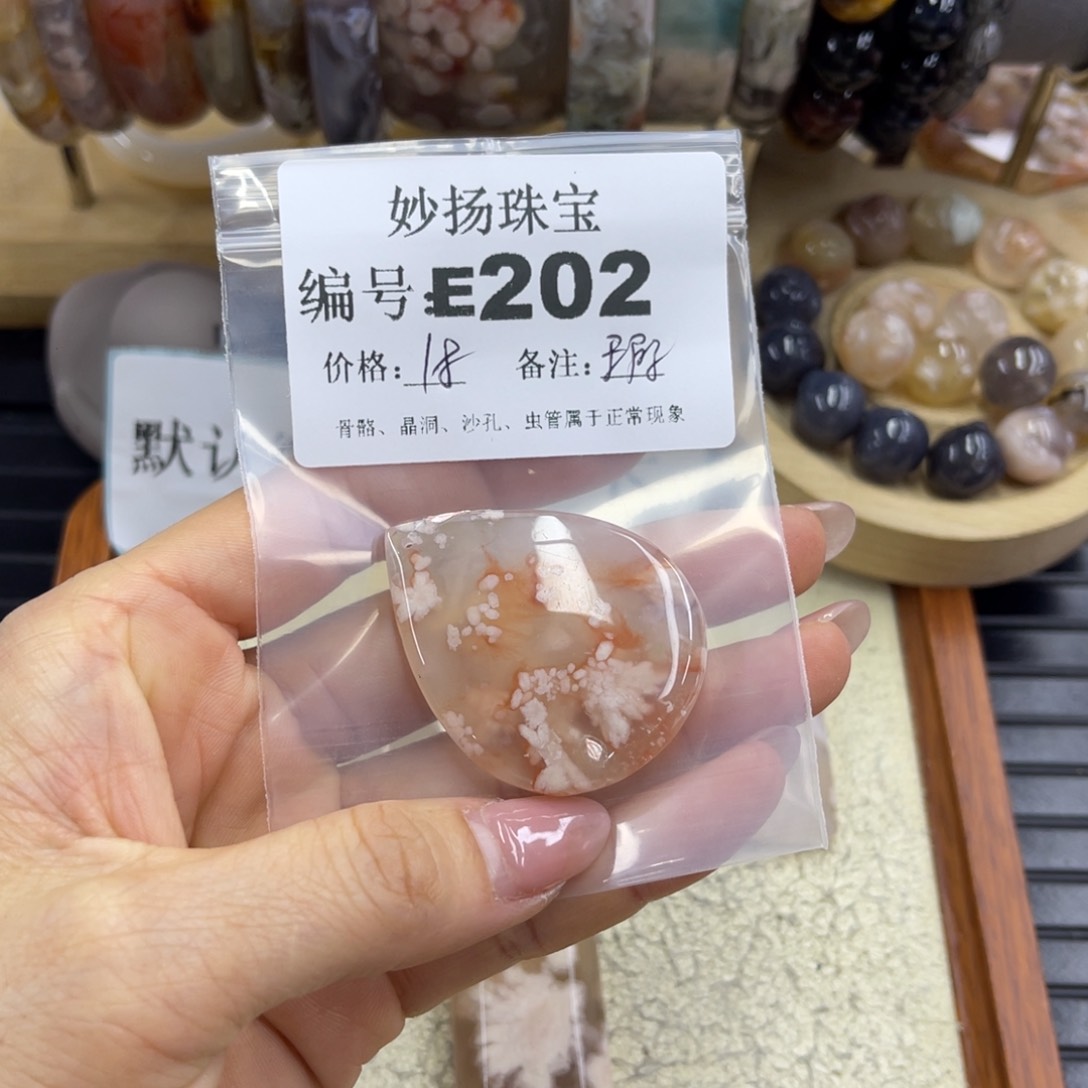 妙扬珠宝
编号:E202
价格:18 备注:
骨骼、晶洞、沙孔、虫管属于正常现象
默认